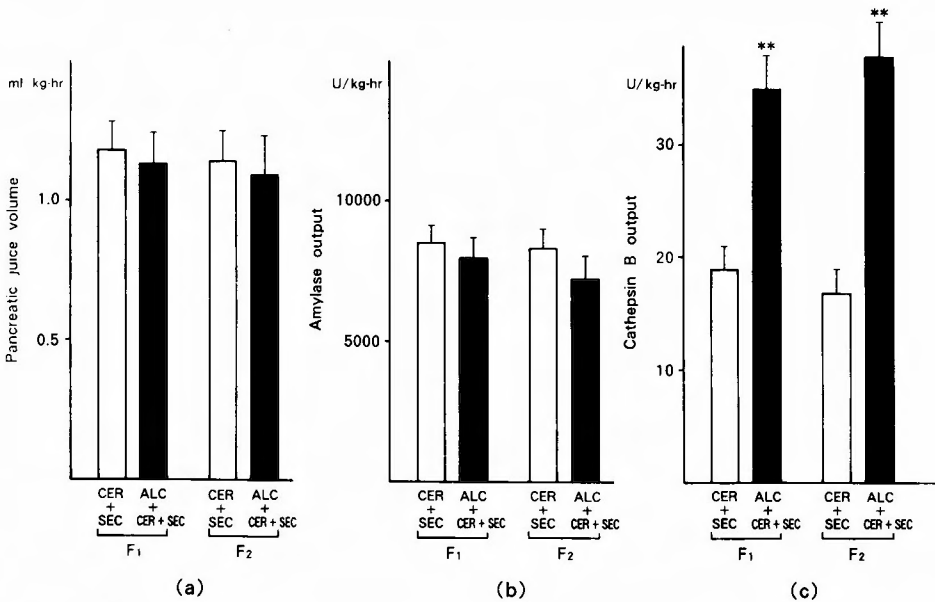 ml kg-hr
Pancreatic juice volume
1.0
0.5
CER + SEC
ALC + CER + SEC
CER + SEC
ALC + CER + SEC
F1
F2
(a)
U/kg-hr
Amylase output
10000
5000
CER + SEC
ALC + CER + SEC
CER + SEC
ALC + CER + SEC
F1
F2
(b)
U/kg-hr
Cathepsin B output
30
20
10
**
**
CER + SEC
ALC + CER + SEC
CER + SEC
ALC + CER + SEC
F1
F2
(c)